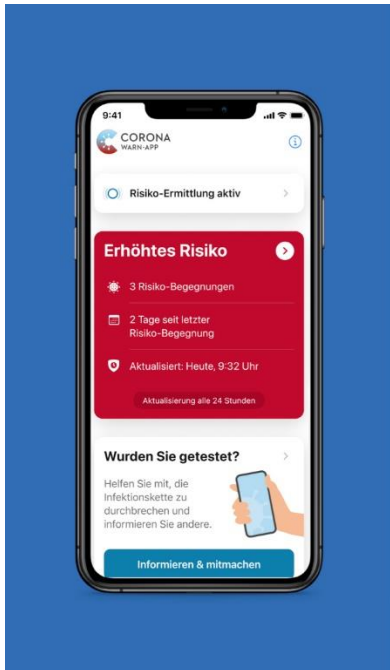 9:41
CORONA
WARN-APP
Risiko-Ermittlung aktiv
Erhöhtes Risiko
3 Risiko-Begegnungen
2 Tage seit letzter
Risiko-Begegnung
Aktualisiert: Heute, 9:32 Uhr
Aktualisierung alle 24 Stunden
Wurden Sie getestet?
Helfen Sie mit, die
Infektionskette zu
durchbrechen und
informieren Sie andere.
Informieren & mitmachen